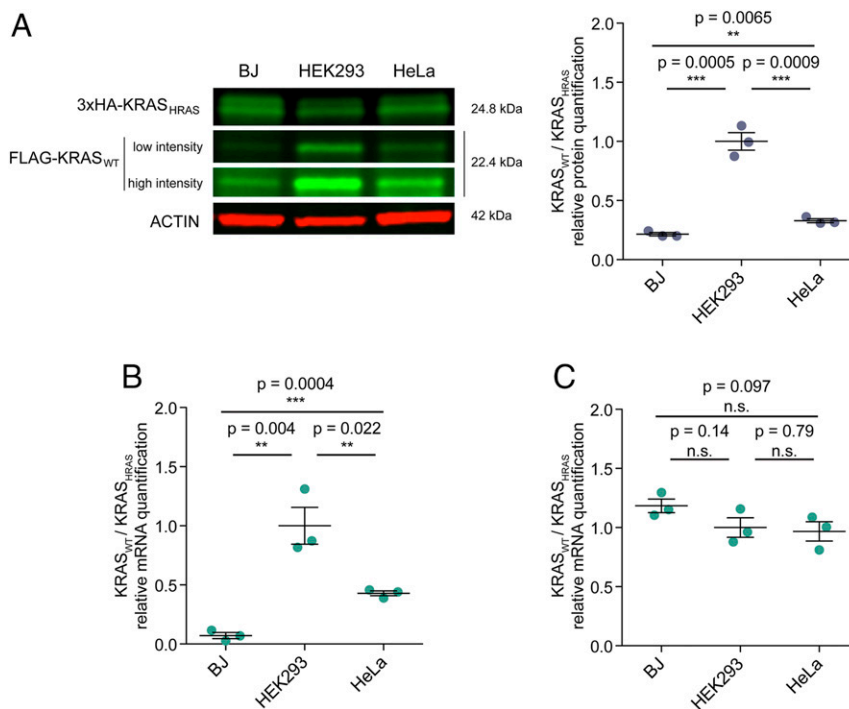 A
BJ HEK293 HeLa
3xHA-KRAS_HRAS
24.8 kDa
FLAG-KRAS_WT
low intensity
22.4 kDa
high intensity
ACTIN
42 kDa
p = 0.0065
**
p = 0.0005 p = 0.0009
*** ***
KRAS_WT / KRAS_HRAS
relative protein quantification
2.0
1.5
1.0
0.5
0.0
BJ
HEK293
HeLa
B
p = 0.0004
***
p = 0.004 p = 0.022
** **
KRAS_WT / KRAS_HRAS
relative mRNA quantification
2.0
1.5
1.0
0.5
0.0
BJ
HEK293
HeLa
C
p = 0.097
n.s.
p = 0.14 p = 0.79
n.s. n.s.
KRAS_WT / KRAS_HRAS
relative mRNA quantification
2.0
1.5
1.0
0.5
0.0
BJ
HEK293
HeLa